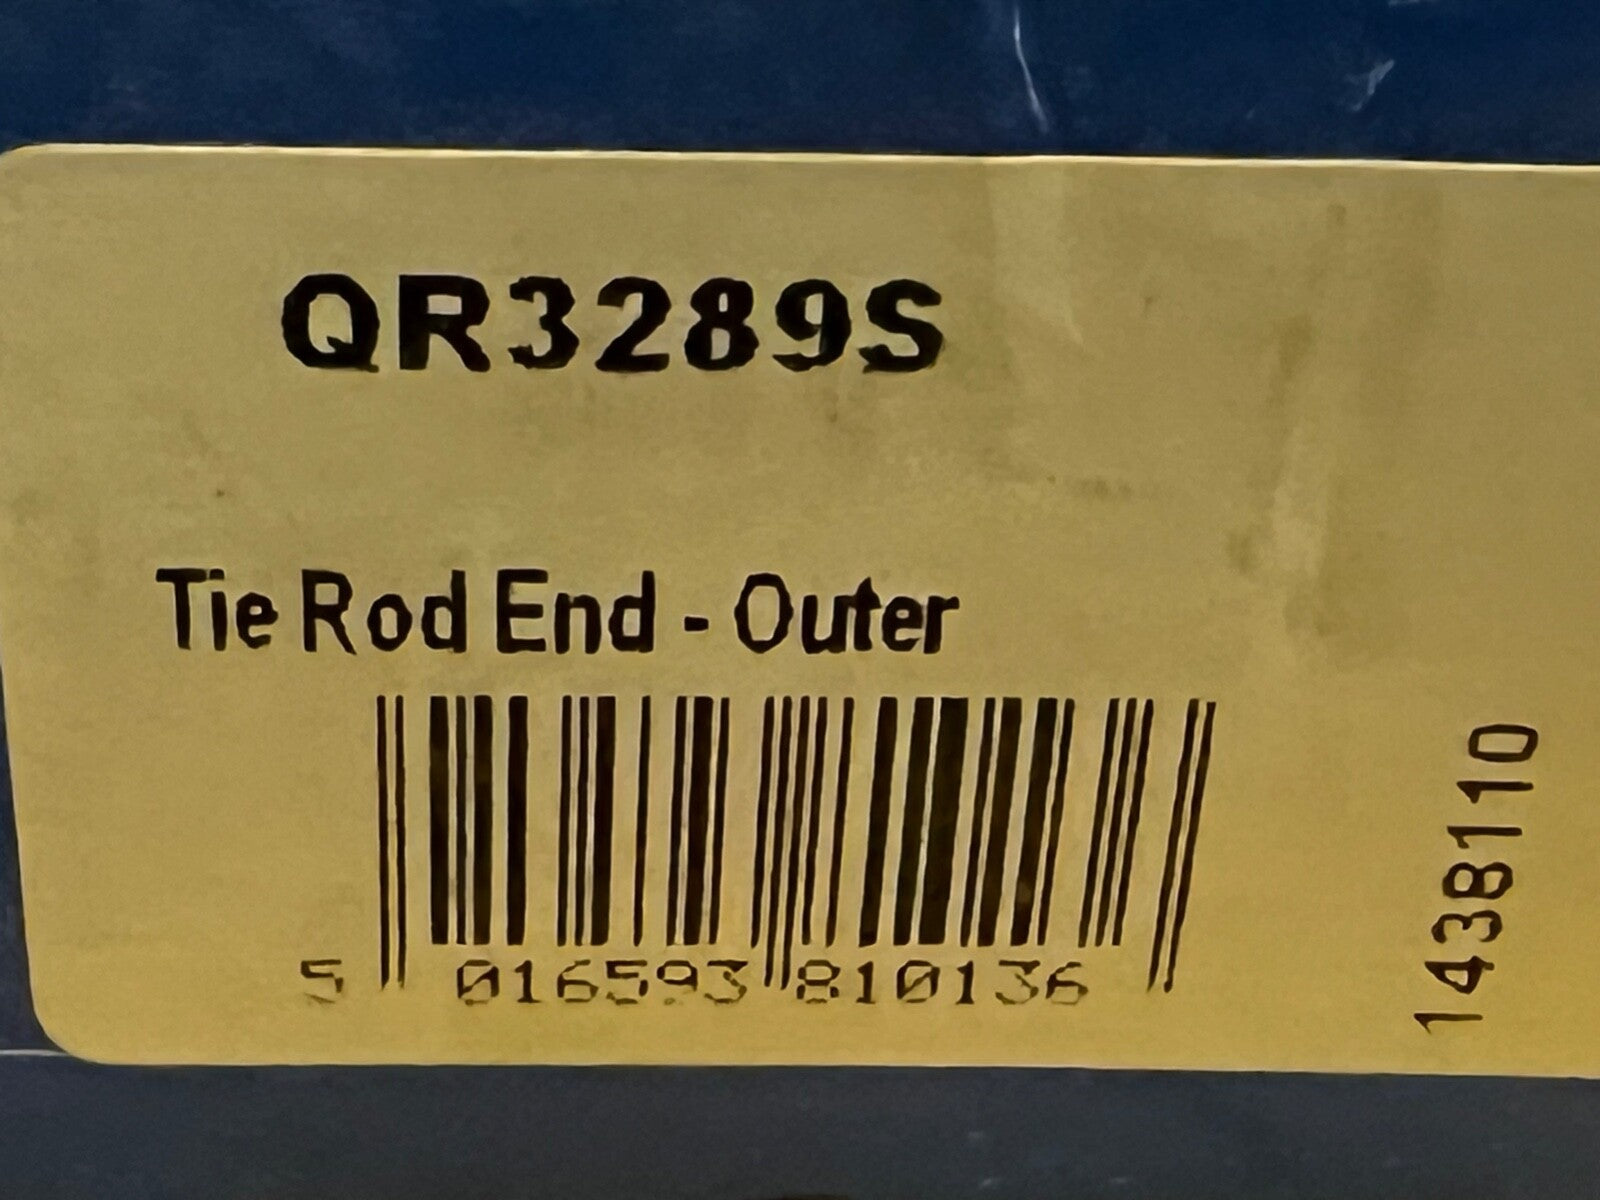 QR3289S
Tie Rod End - Outer
5 016593 810136
1438110